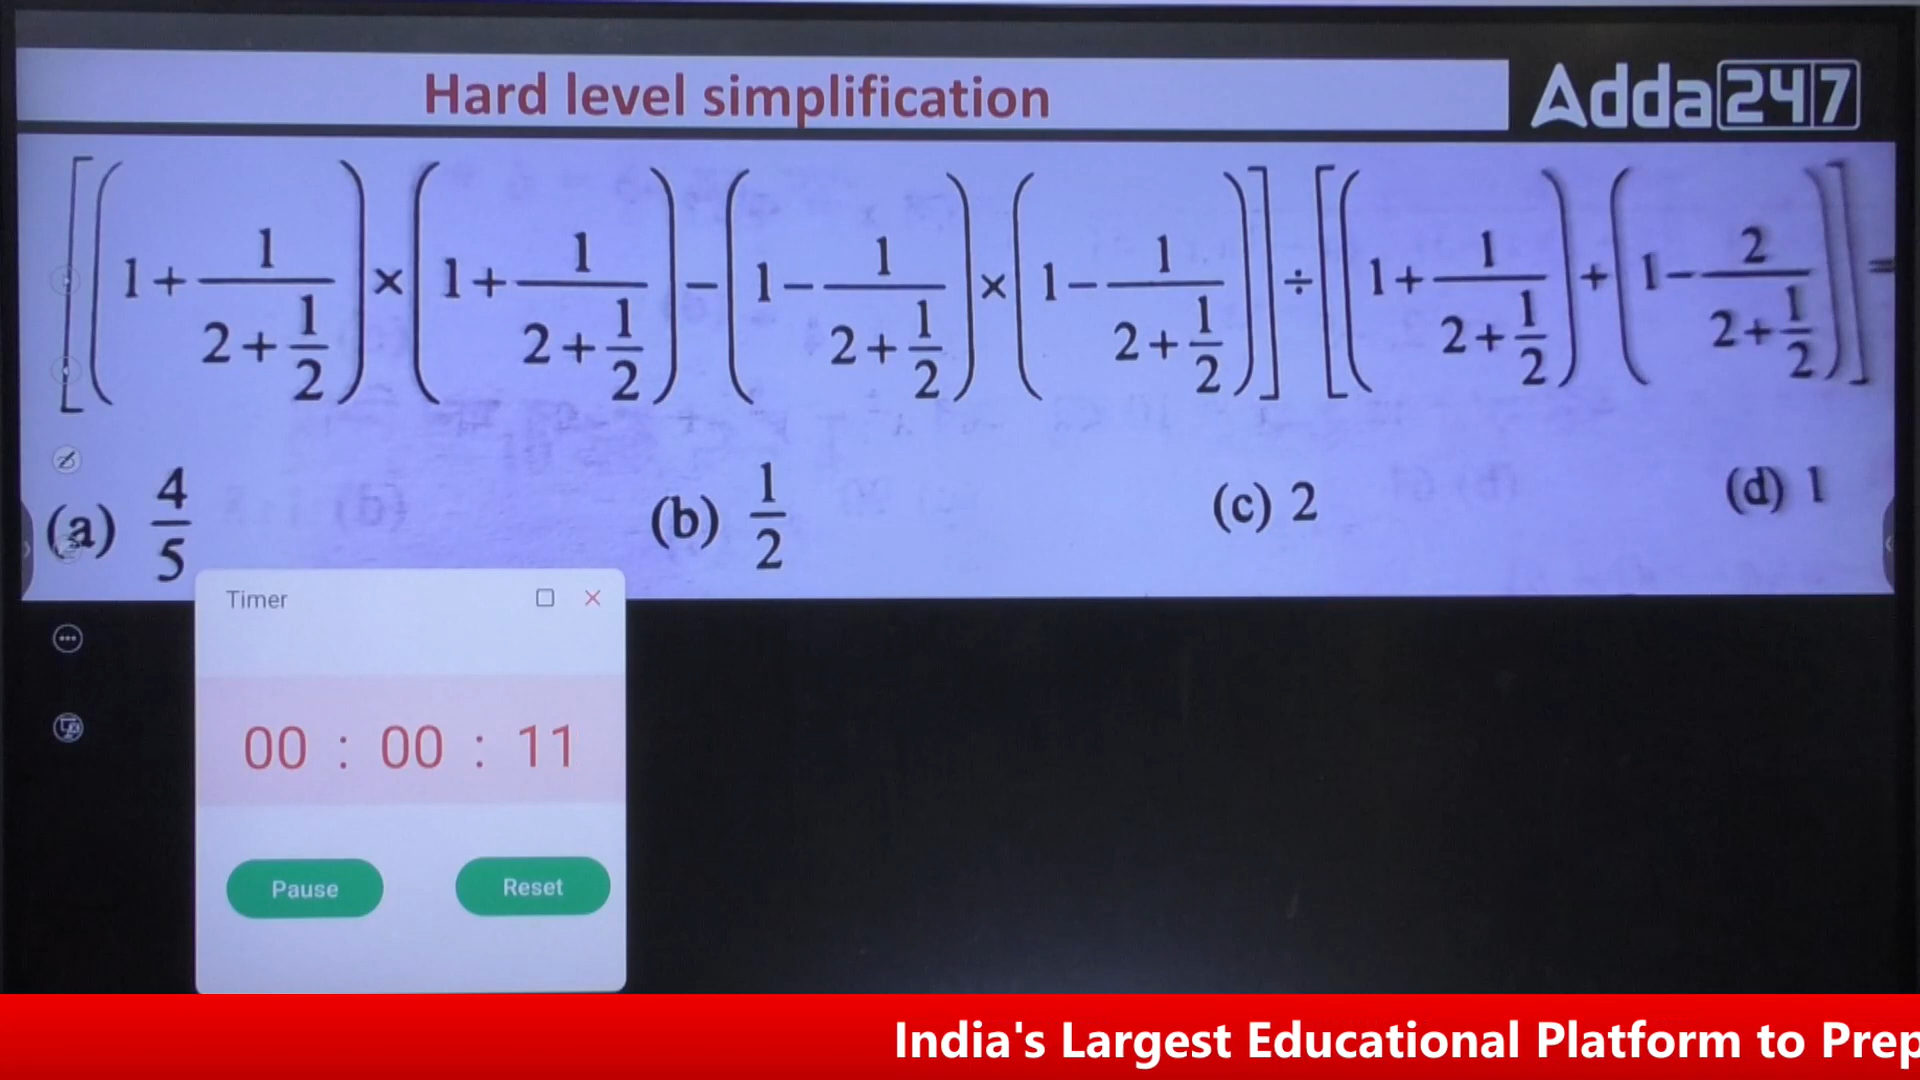 Hard level simplification
Adda247
[(1+1/(2+1/2))×(1+1/(2+1/2))−(1−1/(2+1/2))×(1−1/(2+1/2))]÷[(1+1/(2+1/2))+(1−2/(2+1/2))]=
(a) 4/5 (b) 1/2 (c) 2 (d) 1
Timer
00 : 00 : 11
Pause Reset
India's Largest Educational Platform to Prep